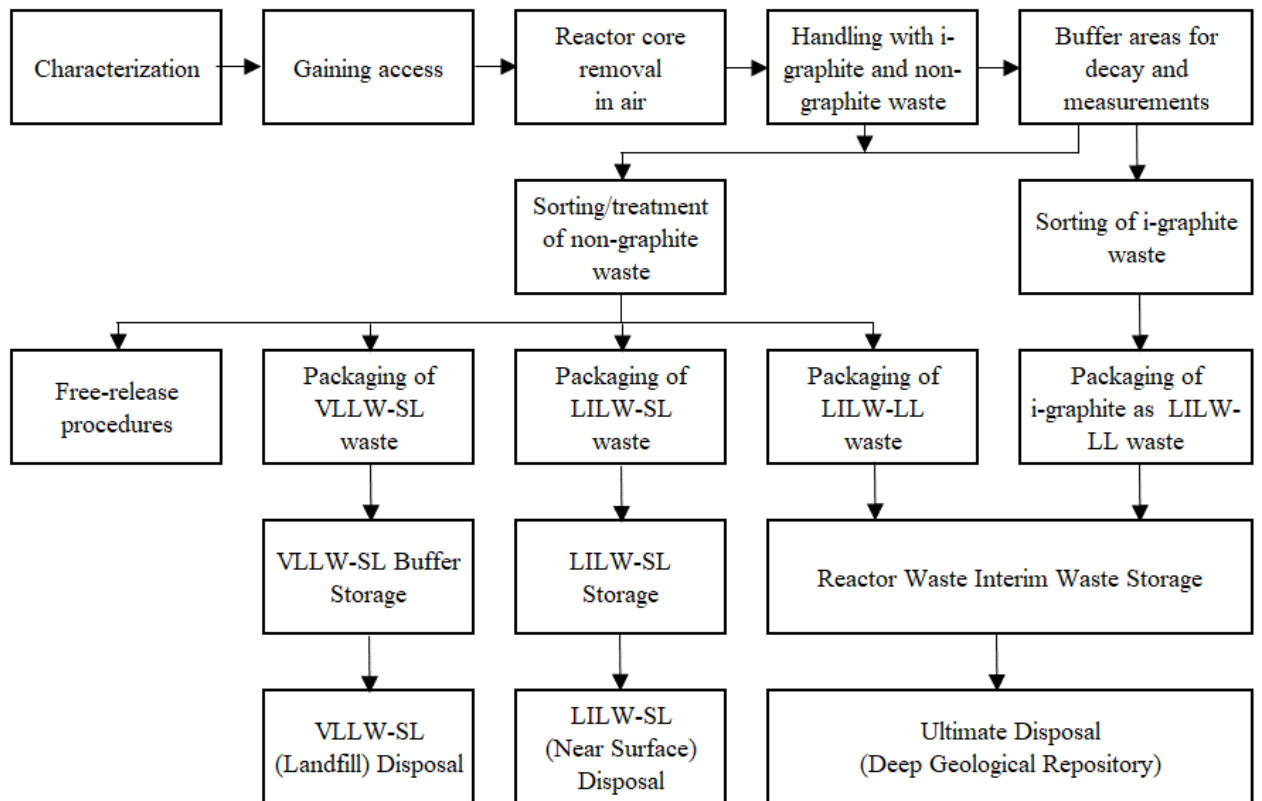 Characterization
Gaining access
Reactor core
removal
in air
Handling with i-
graphite and non-
graphite waste
Buffer areas for
decay and
measurements
Sorting/treatment
of non-graphite
waste
Sorting of i-graphite
waste
Free-release
procedures
Packaging of
VLLW-SL
waste
Packaging of
LILW-SL
waste
Packaging of
LILW-LL
waste
Packaging of
i-graphite as LILW-
LL waste
VLLW-SL Buffer
Storage
LILW-SL
Storage
Reactor Waste Interim Waste Storage
VLLW-SL
(Landfill) Disposal
LILW-SL
(Near Surface)
Disposal
Ultimate Disposal
(Deep Geological Repository)